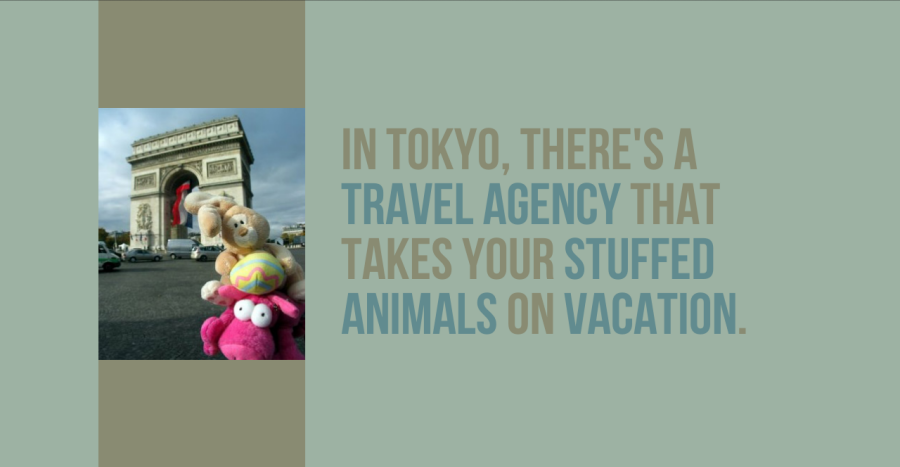 IN TOKYO, THERE'S A
TRAVEL AGENCY THAT
TAKES YOUR STUFFED
ANIMALS ON VACATION.